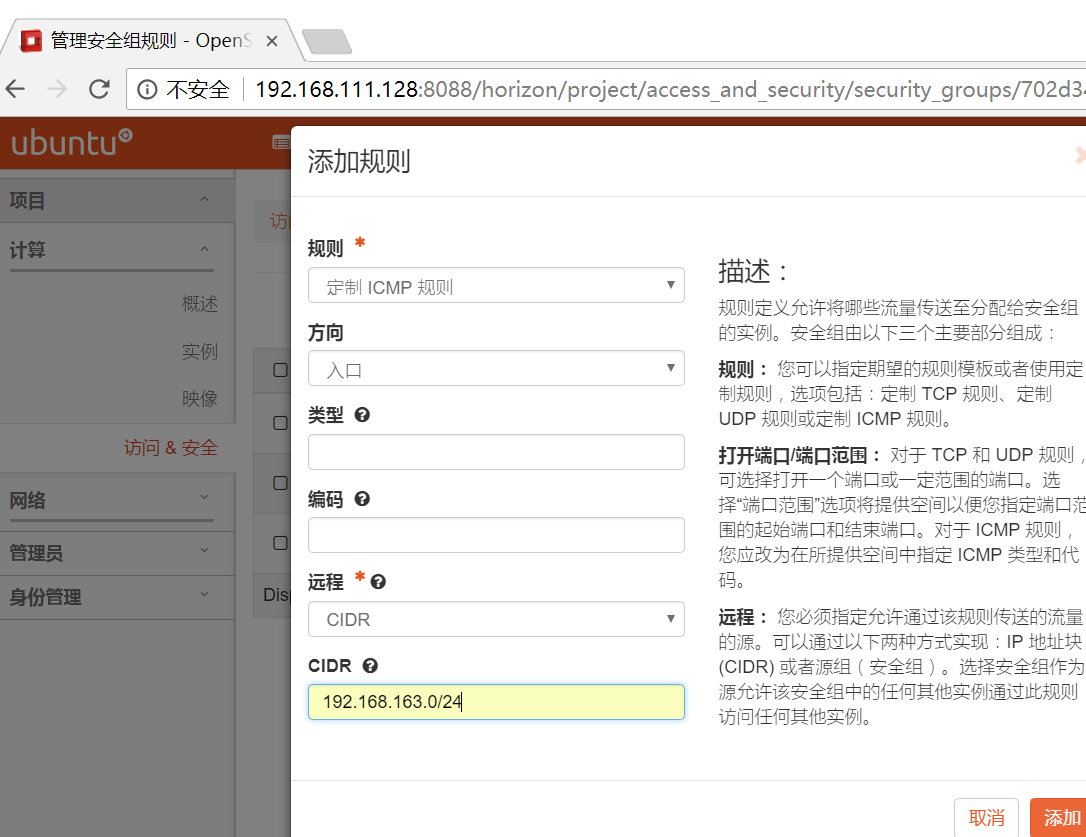 管理安全组规则 - OpenS
不安全 192.168.111.128:8088/horizon/project/access_and_security/security_groups/702d34
ubuntu
添加规则
项目
计算
概述
实例
映像
访问 & 安全
网络
管理员
身份管理
访问
Disp
规则 *
定制 ICMP 规则
方向
入口
类型
编码
远程 *
CIDR
CIDR
192.168.163.0/24
描述：
规则定义允许将哪些流量传送至分配给安全组
的实例。安全组由以下三个主要部分组成：
规则： 您可以指定期望的规则模板或者使用定
制规则，选项包括：定制 TCP 规则、定制
UDP 规则或定制 ICMP 规则。
打开端口/端口范围： 对于 TCP 和 UDP 规则，
可选择打开一个端口或一定范围的端口。选
择“端口范围”选项将提供空间以便您指定端口范
围的起始端口和结束端口。对于 ICMP 规则，
您应改为在所提供空间中指定 ICMP 类型和代
码。
远程： 您必须指定允许通过该规则传送的流量
的源。可以通过以下两种方式实现：IP 地址块
(CIDR) 或者源组（安全组）。选择安全组作为
源允许该安全组中的任何其他实例通过此规则
访问任何其他实例。
取消
添加